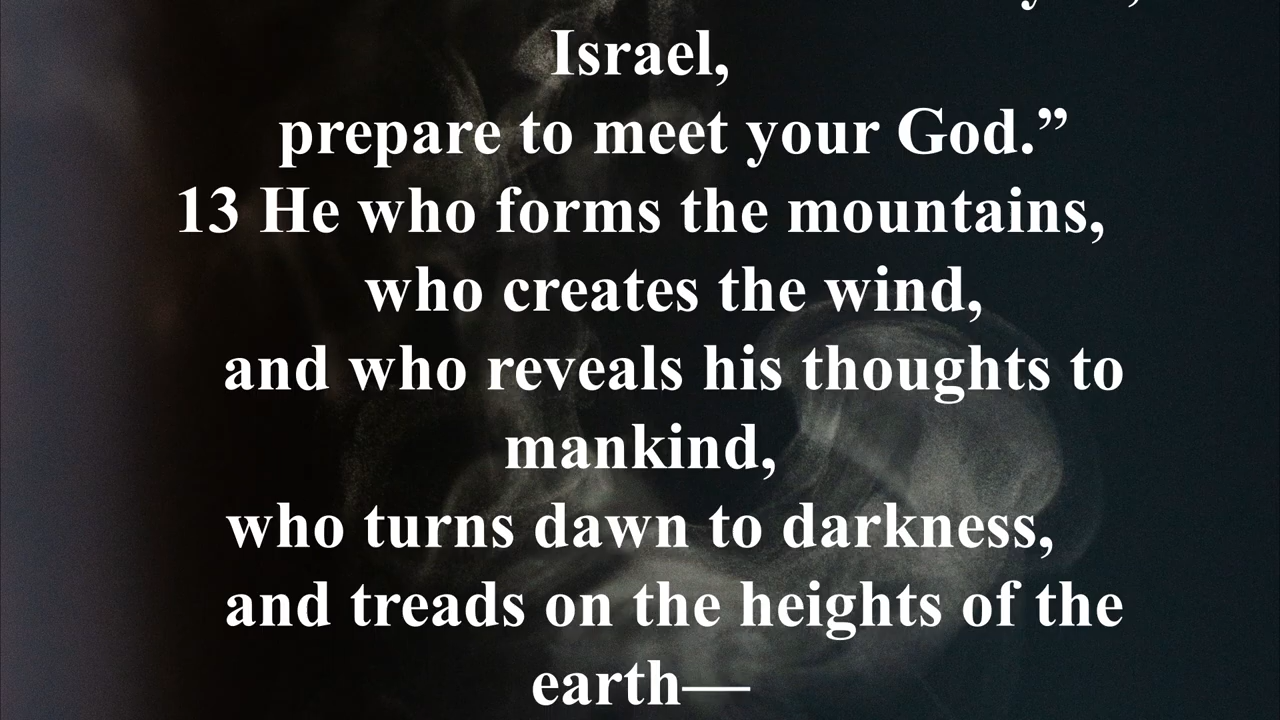 Israel,
prepare to meet your God.”
13 He who forms the mountains,
who creates the wind,
and who reveals his thoughts to
mankind,
who turns dawn to darkness,
and treads on the heights of the
earth—